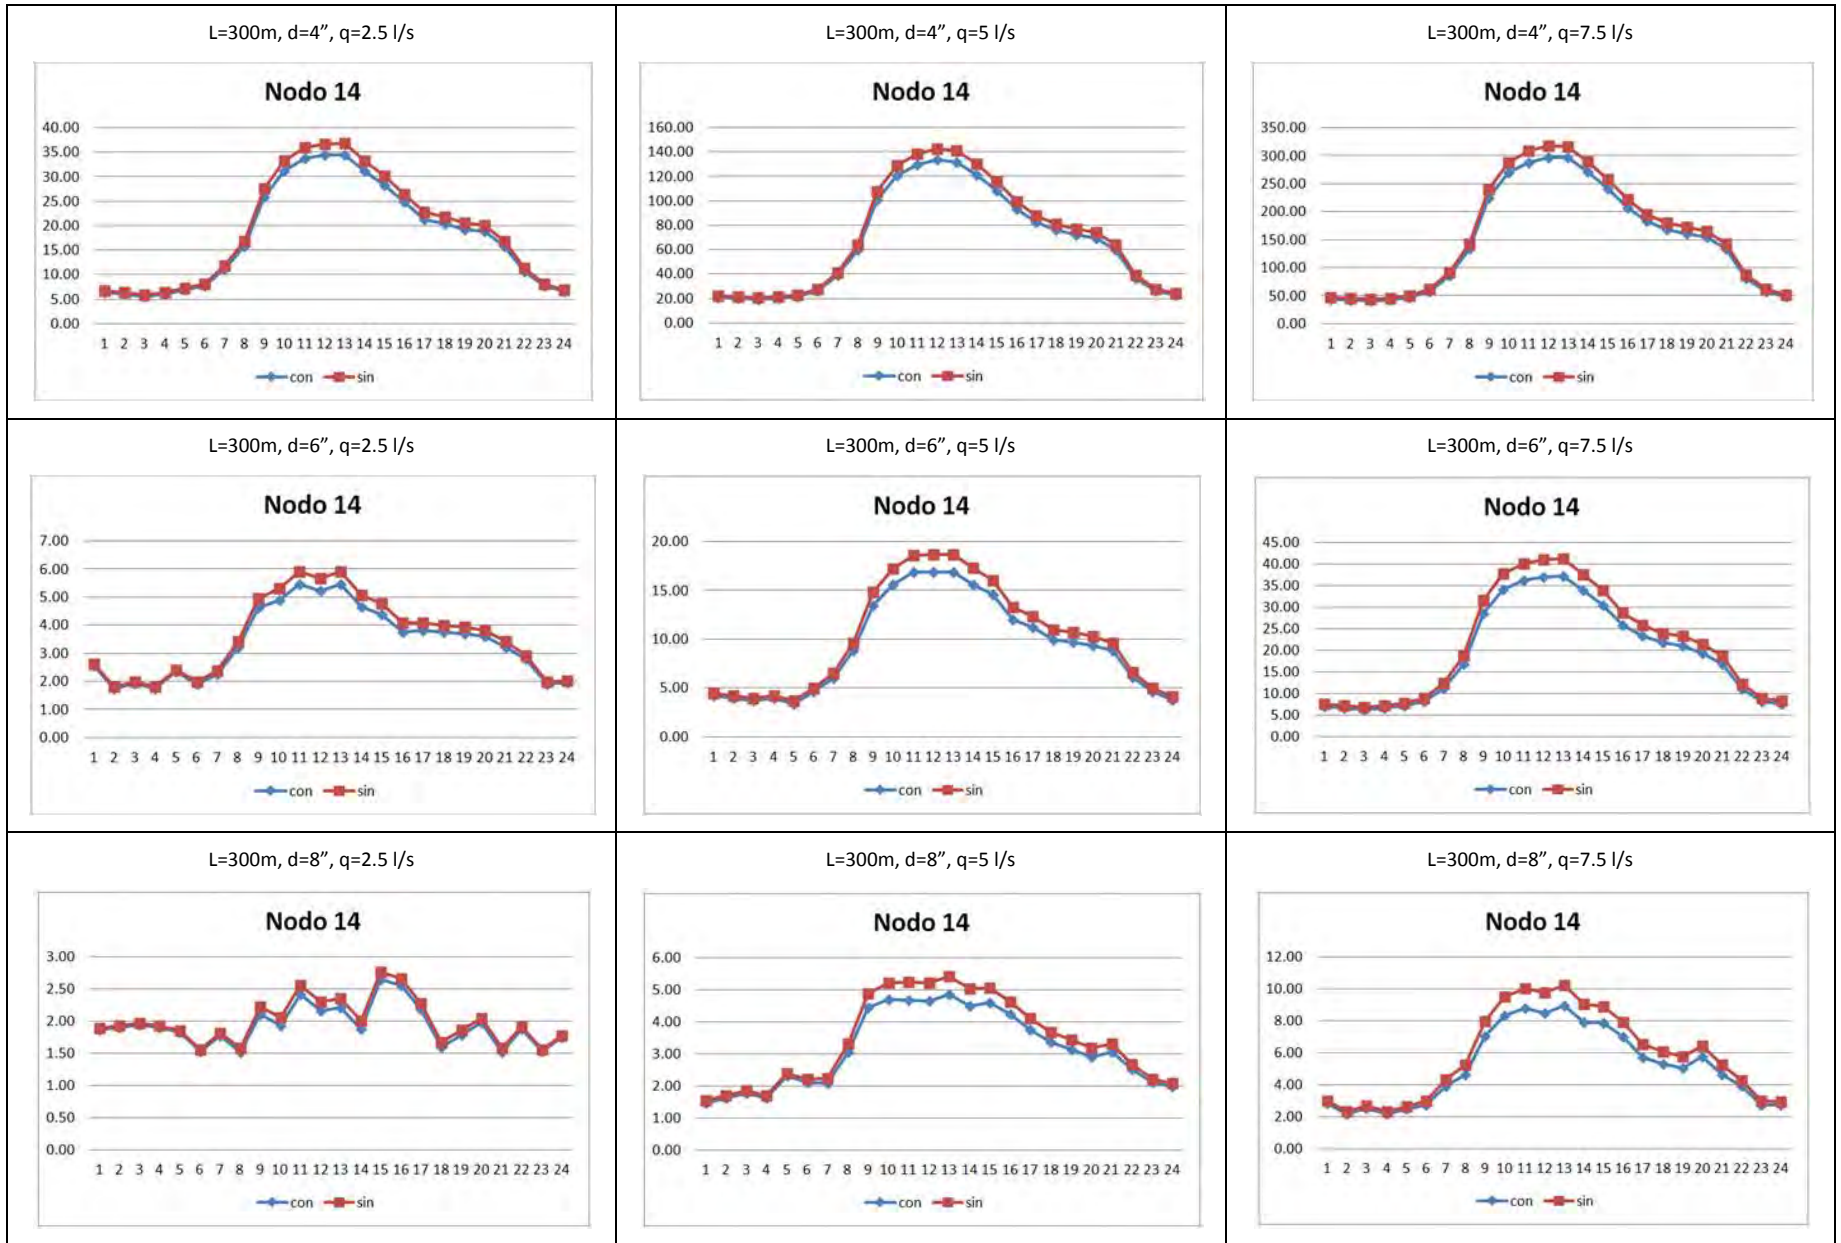 L=300m, d=4”, q=2.5 l/s
Nodo 14
40.00
35.00
30.00
25.00
20.00
15.00
10.00
5.00
0.00
1 2 3 4 5 6 7 8 9 10 11 12 13 14 15 16 17 18 19 20 21 22 23 24
con sin
L=300m, d=4”, q=5 l/s
Nodo 14
160.00
140.00
120.00
100.00
80.00
60.00
40.00
20.00
0.00
1 2 3 4 5 6 7 8 9 10 11 12 13 14 15 16 17 18 19 20 21 22 23 24
con sin
L=300m, d=4”, q=7.5 l/s
Nodo 14
350.00
300.00
250.00
200.00
150.00
100.00
50.00
0.00
1 2 3 4 5 6 7 8 9 10 11 12 13 14 15 16 17 18 19 20 21 22 23 24
con sin
L=300m, d=6”, q=2.5 l/s
Nodo 14
7.00
6.00
5.00
4.00
3.00
2.00
1.00
0.00
1 2 3 4 5 6 7 8 9 10 11 12 13 14 15 16 17 18 19 20 21 22 23 24
con sin
L=300m, d=6”, q=5 l/s
Nodo 14
20.00
15.00
10.00
5.00
0.00
1 2 3 4 5 6 7 8 9 10 11 12 13 14 15 16 17 18 19 20 21 22 23 24
con sin
L=300m, d=6”, q=7.5 l/s
Nodo 14
45.00
40.00
35.00
30.00
25.00
20.00
15.00
10.00
5.00
0.00
1 2 3 4 5 6 7 8 9 10 11 12 13 14 15 16 17 18 19 20 21 22 23 24
con sin
L=300m, d=8”, q=2.5 l/s
Nodo 14
3.00
2.50
2.00
1.50
1.00
0.50
0.00
1 2 3 4 5 6 7 8 9 10 11 12 13 14 15 16 17 18 19 20 21 22 23 24
con sin
L=300m, d=8”, q=5 l/s
Nodo 14
6.00
5.00
4.00
3.00
2.00
1.00
0.00
1 2 3 4 5 6 7 8 9 10 11 12 13 14 15 16 17 18 19 20 21 22 23 24
con sin
L=300m, d=8”, q=7.5 l/s
Nodo 14
12.00
10.00
8.00
6.00
4.00
2.00
0.00
1 2 3 4 5 6 7 8 9 10 11 12 13 14 15 16 17 18 19 20 21 22 23 24
con sin